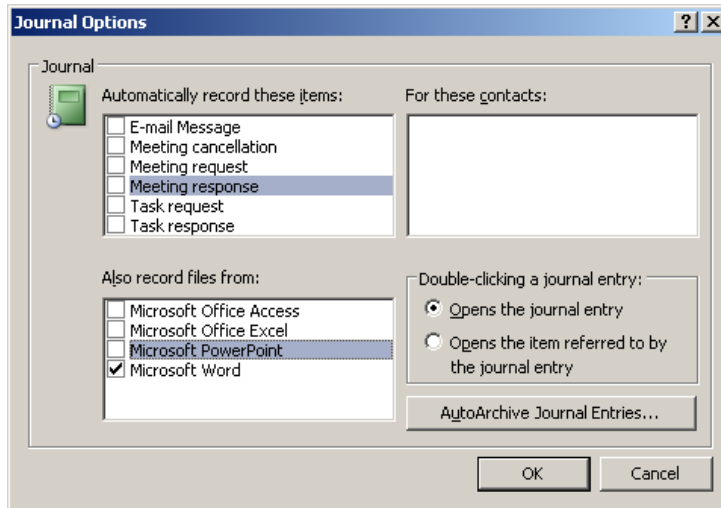 Journal Options
Journal
Automatically record these items:
E-mail Message
Meeting cancellation
Meeting request
Meeting response
Task request
Task response
For these contacts:
Also record files from:
Microsoft Office Access
Microsoft Office Excel
Microsoft PowerPoint
Microsoft Word
Double-clicking a journal entry:
Opens the journal entry
Opens the item referred to by
the journal entry
AutoArchive Journal Entries...
OK
Cancel